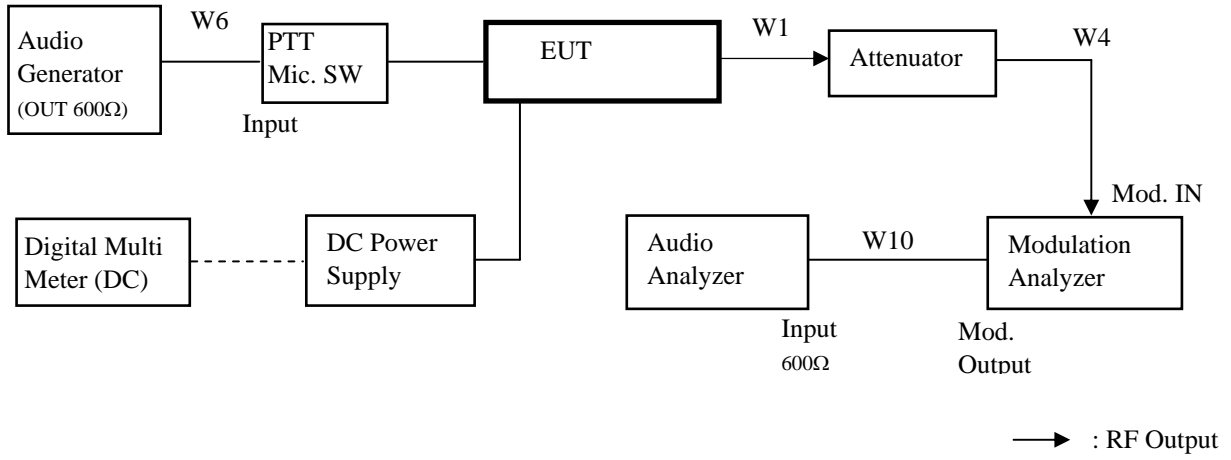 W6
Audio
Generator
(OUT 600Ω)
PTT
Mic. SW
Input
EUT
W1
Attenuator
W4
Mod. IN
Digital Multi
Meter (DC)
DC Power
Supply
Audio
Analyzer
W10
Modulation
Analyzer
Input
600Ω
Mod.
Output
: RF Output